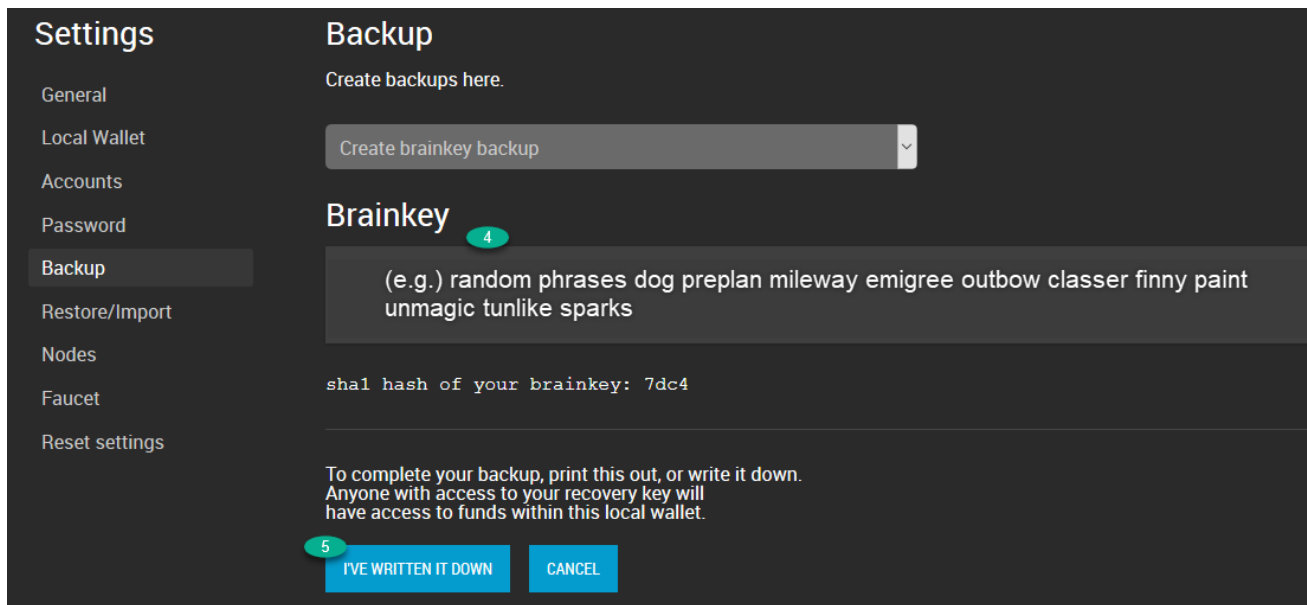 Settings
General
Local Wallet
Accounts
Password
Backup
Restore/Import
Nodes
Faucet
Reset settings
Backup
Create backups here.
Create brainkey backup
Brainkey
4
(e.g.) random phrases dog preplan mileway emigree outbow classer finny paint
unmagic tunlike sparks
sha1 hash of your brainkey: 7dc4
To complete your backup, print this out, or write it down.
Anyone with access to your recovery key will
have access to funds within this local wallet.
5
I'VE WRITTEN IT DOWN
CANCEL